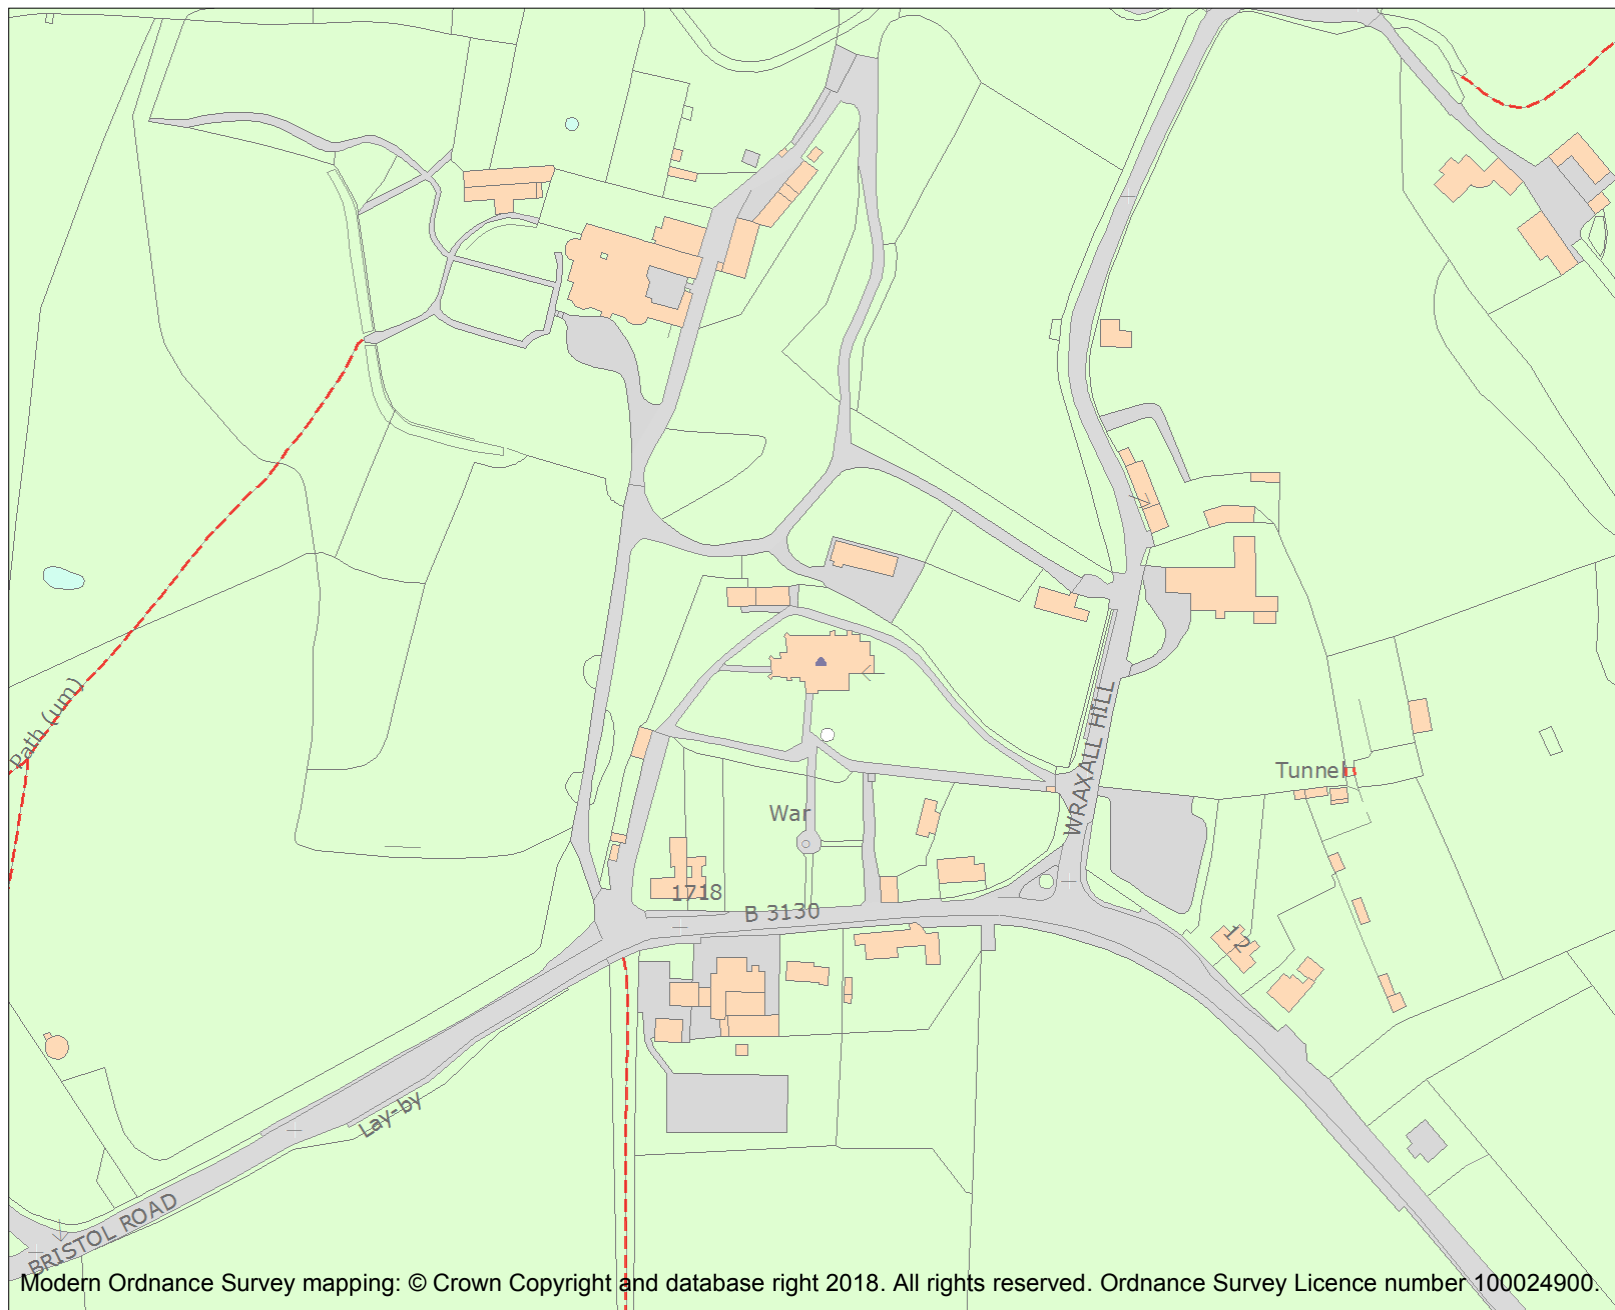 Path (um)
WRAXALL HILL
Tunnel
War
1718
B 3130
12
Lay-by
BRISTOL ROAD
Modern Ordnance Survey mapping: © Crown Copyright and database right 2018. All rights reserved. Ordnance Survey Licence number 100024900.